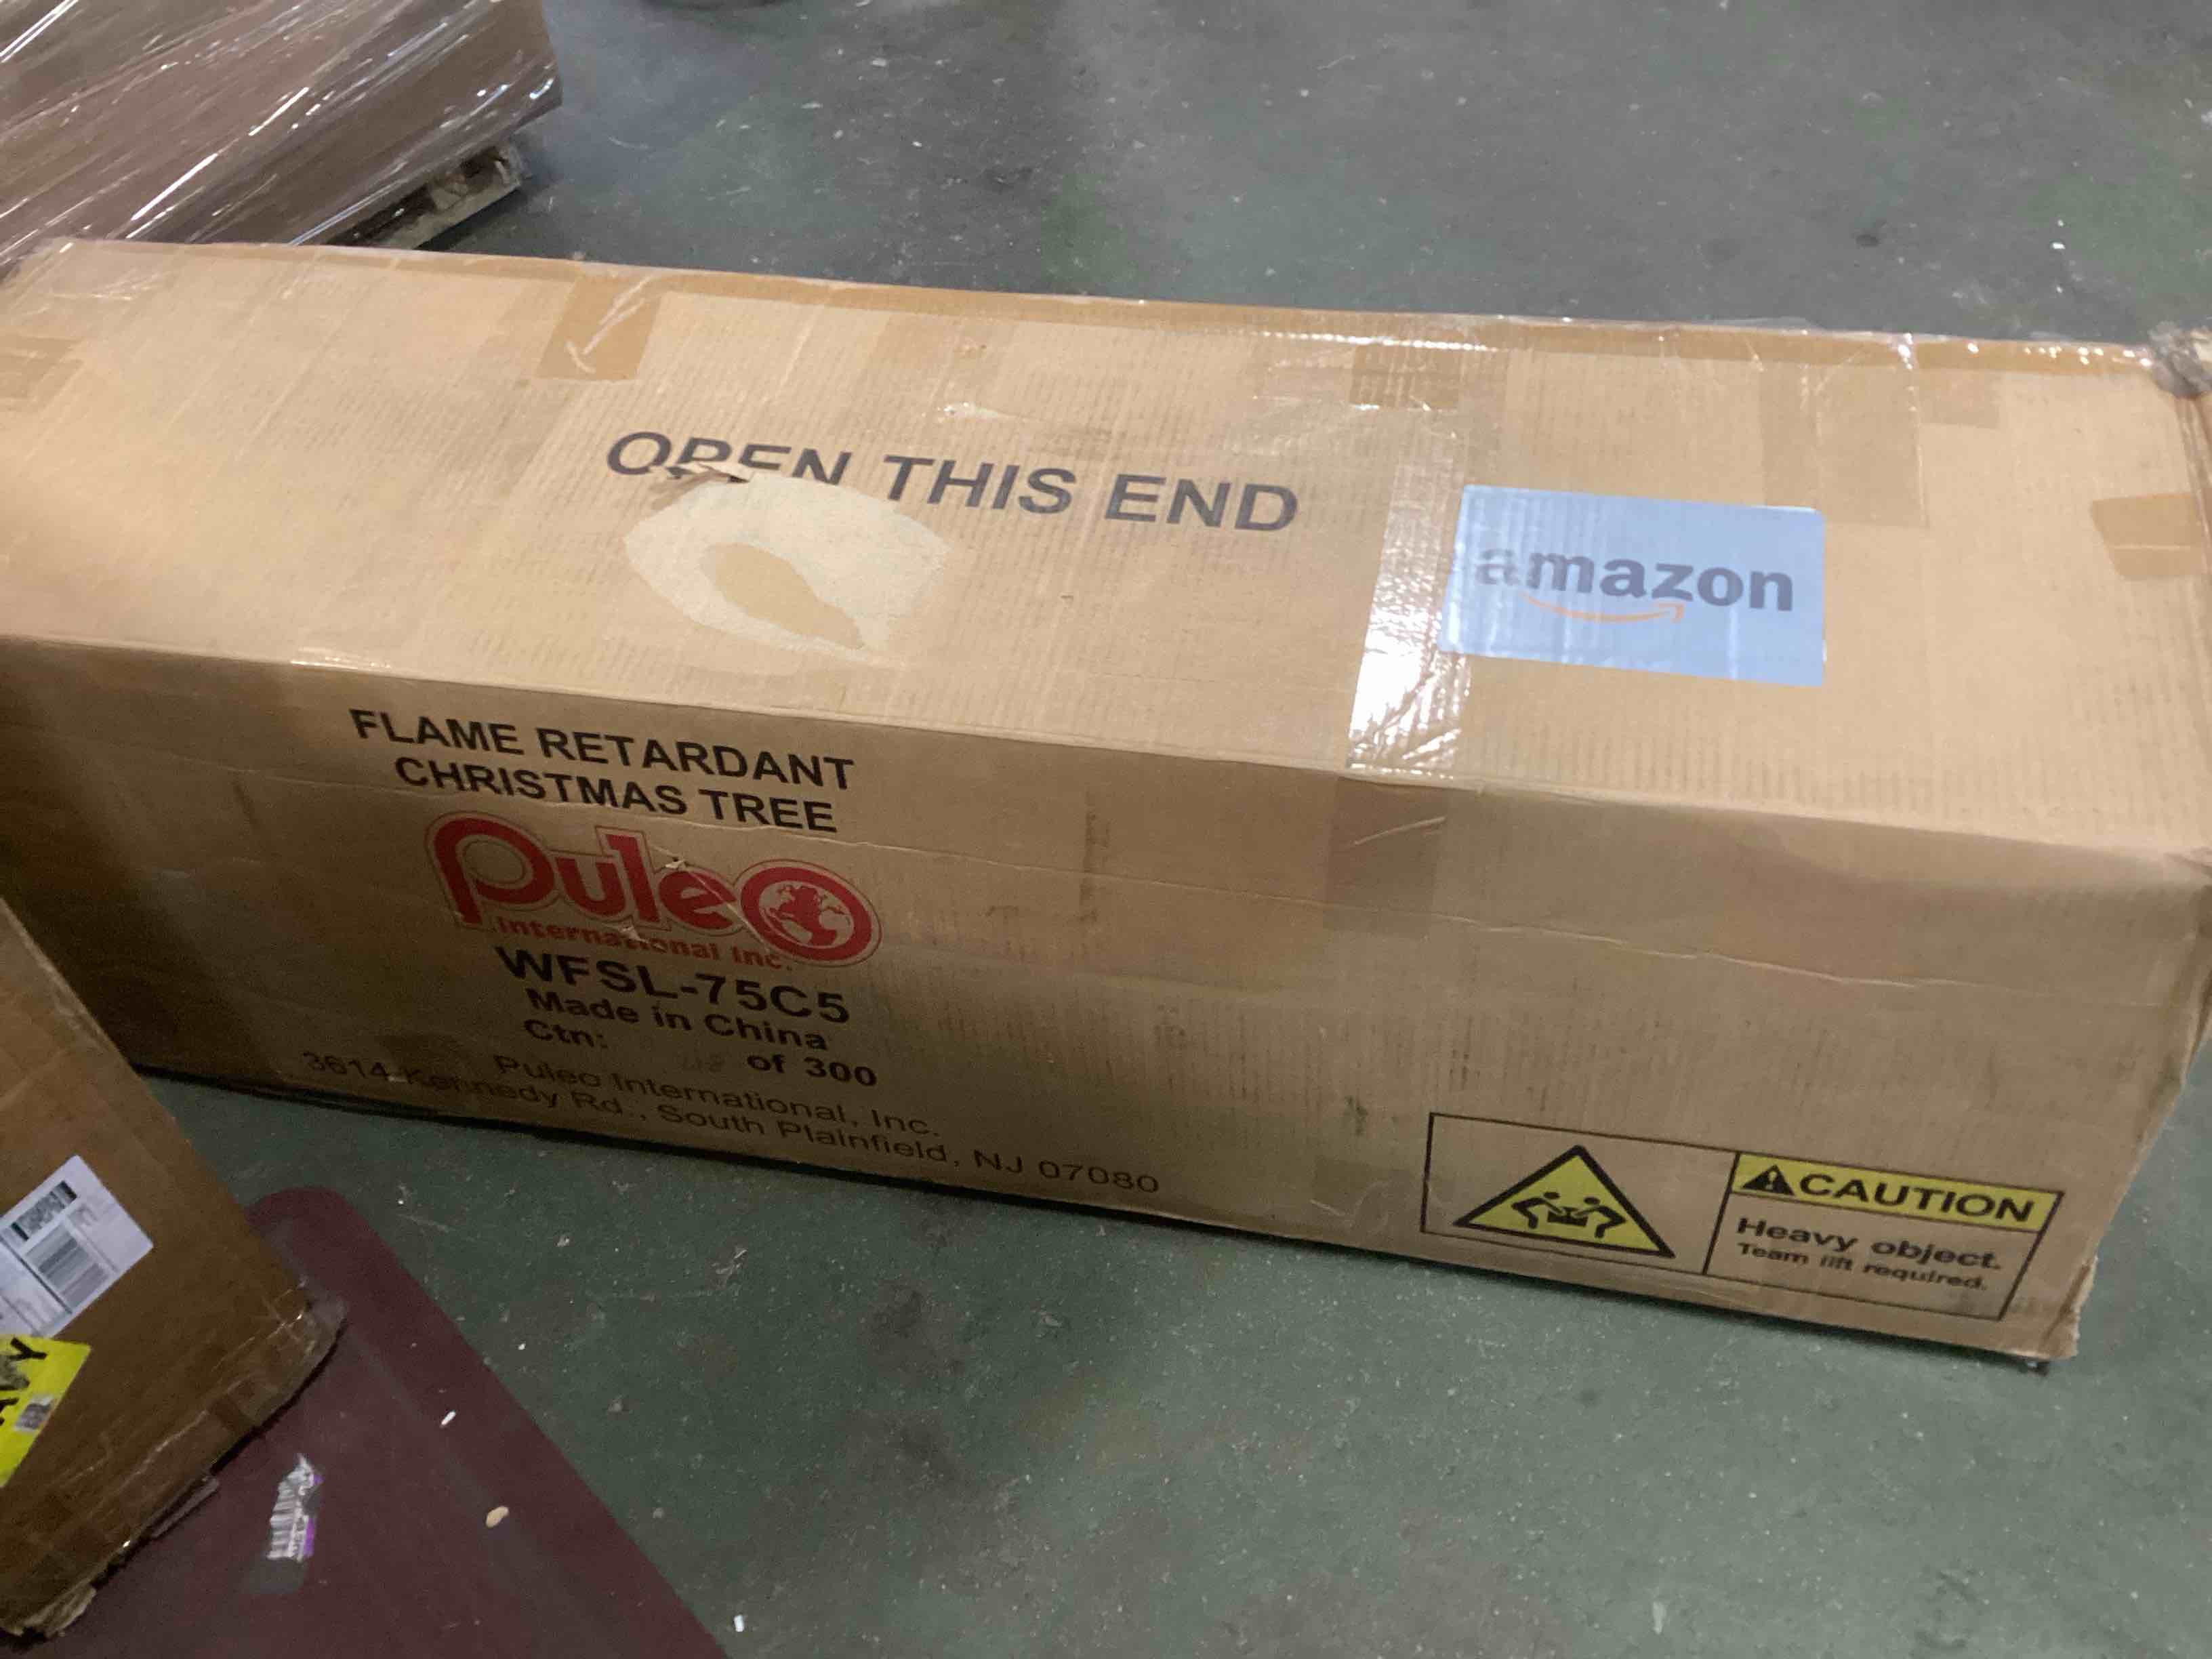 OPEN THIS END
amazon
FLAME RETARDANT
CHRISTMAS TREE
Puleo
International Inc.
WFSL-75C5
Made in China
Ctn: of 300
Puleo International, Inc.
3614 Kennedy Rd., South Plainfield, NJ 07080
CAUTION
Heavy object.
Team lift required.